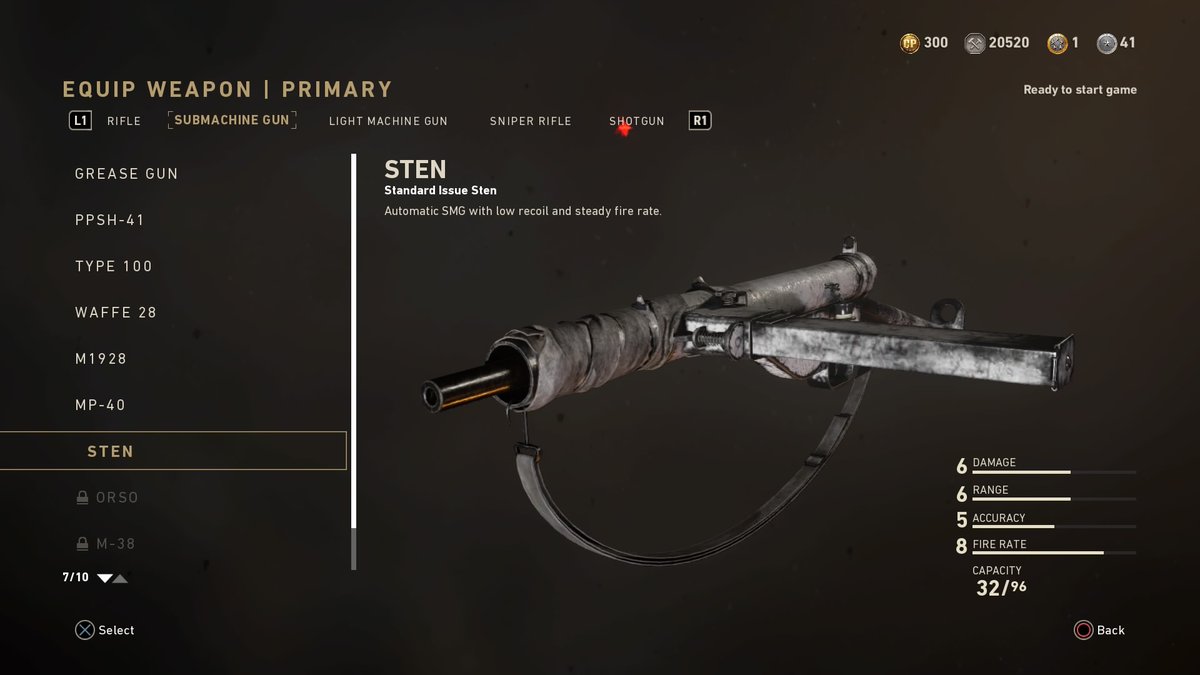 CP 300 20520 1 41
EQUIP WEAPON | PRIMARY
Ready to start game
L1 RIFLE SUBMACHINE GUN LIGHT MACHINE GUN SNIPER RIFLE SHOTGUN R1
GREASE GUN
PPSH-41
TYPE 100
WAFFE 28
M1928
MP-40
STEN
ORSO
M-38
7/10
STEN
Standard Issue Sten
Automatic SMG with low recoil and steady fire rate.
6 DAMAGE
6 RANGE
5 ACCURACY
8 FIRE RATE
CAPACITY
32/96
Select
Back